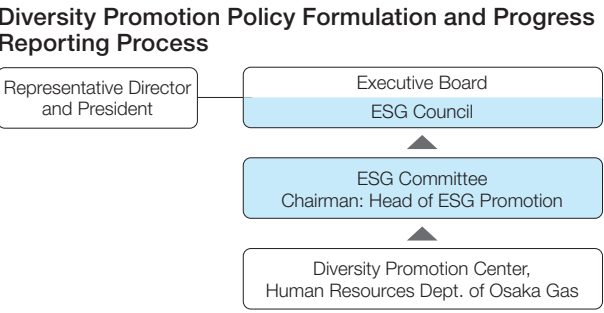 Diversity Promotion Policy Formulation and Progress
Reporting Process
Representative Director
and President
Executive Board
ESG Council
ESG Committee
Chairman: Head of ESG Promotion
Diversity Promotion Center,
Human Resources Dept. of Osaka Gas